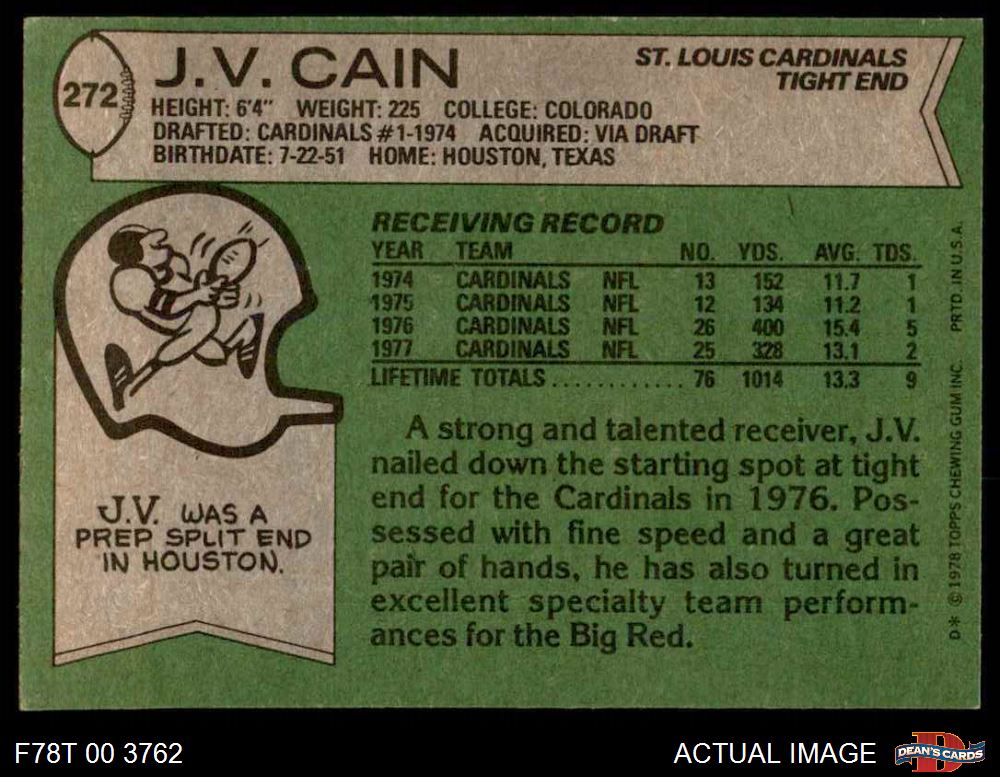 272
J.V. CAIN
ST. LOUIS CARDINALS
TIGHT END
HEIGHT: 6'4" WEIGHT: 225 COLLEGE: COLORADO
DRAFTED: CARDINALS #1-1974 ACQUIRED: VIA DRAFT
BIRTHDATE: 7-22-51 HOME: HOUSTON, TEXAS
RECEIVING RECORD
YEAR TEAM NO. YDS. AVG. TDS.
1974 CARDINALS NFL 13 152 11.7 1
1975 CARDINALS NFL 12 134 11.2 1
1976 CARDINALS NFL 26 400 15.4 5
1977 CARDINALS NFL 25 328 13.1 2
LIFETIME TOTALS............ 76 1014 13.3 9
J.V. WAS A
PREP SPLIT END
IN HOUSTON.
A strong and talented receiver, J.V.
nailed down the starting spot at tight
end for the Cardinals in 1976. Pos-
sessed with fine speed and a great
pair of hands, he has also turned in
excellent specialty team perform-
ances for the Big Red.
D* © 1978 TOPPS CHEWING GUM INC. PRTD. IN U.S.A.
F78T 00 3762
ACTUAL IMAGE
D
DEAN'S CARDS